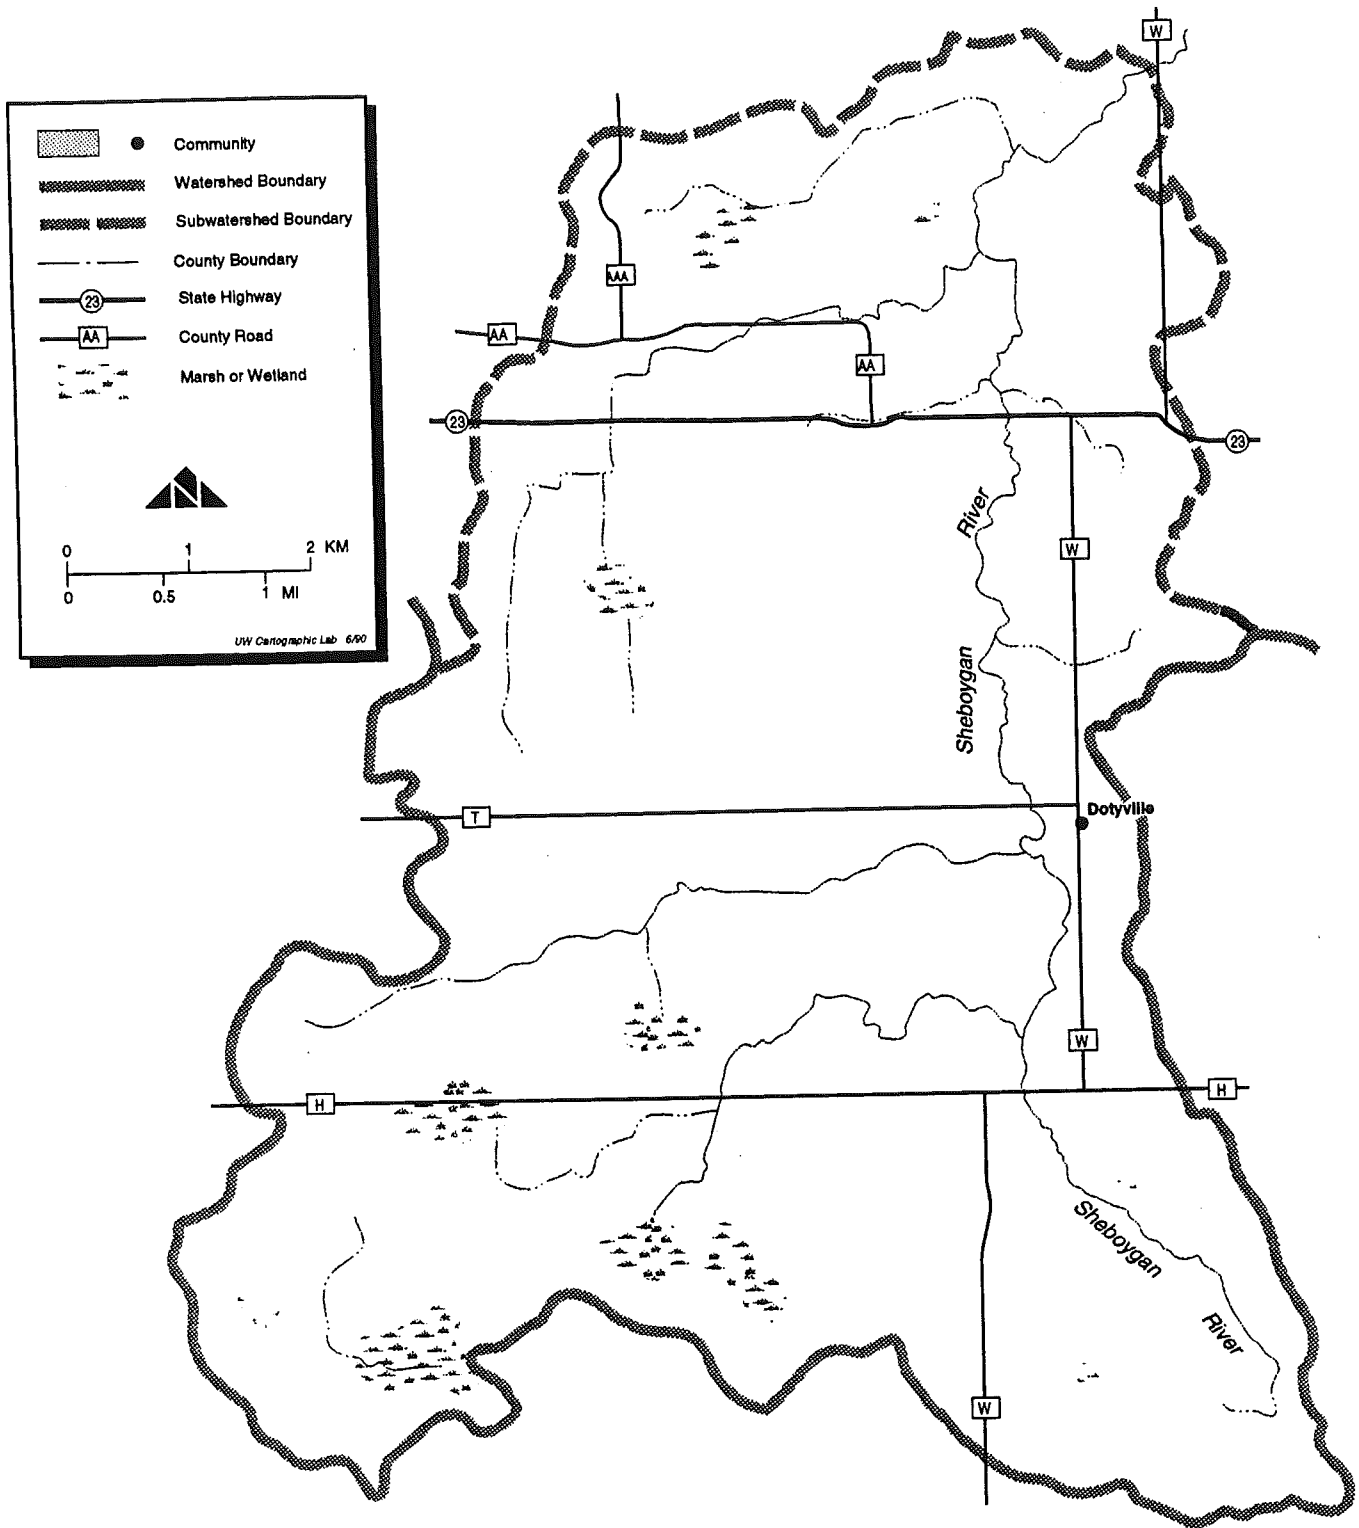 Community
Watershed Boundary
Subwatershed Boundary
County Boundary
23 State Highway
AA County Road
Marsh or Wetland
N
0 1 2 KM
0 0.5 1 MI
UW Cartographic Lab 6/90
W
AAA
AA
AA
23
23
River
W
Sheboygan
T
Dotyville
W
H
H
Sheboygan
River
W